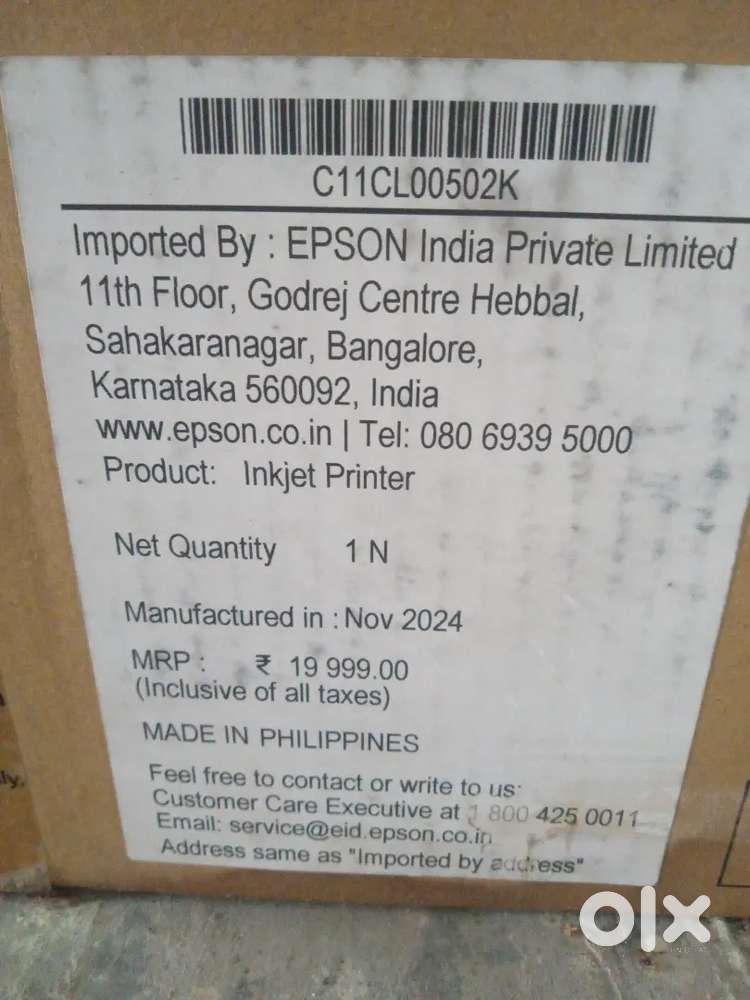 C11CL00502K
Imported By : EPSON India Private Limited
11th Floor, Godrej Centre Hebbal,
Sahakaranagar, Bangalore,
Karnataka 560092, India
www.epson.co.in | Tel: 080 6939 5000
Product: Inkjet Printer
Net Quantity 1 N
Manufactured in : Nov 2024
MRP : ₹ 19 999.00
(Inclusive of all taxes)
MADE IN PHILIPPINES
Feel free to contact or write to us:
Customer Care Executive at 1 800 425 0011
Email: service@eid.epson.co.in
Address same as "Imported by address"
olx